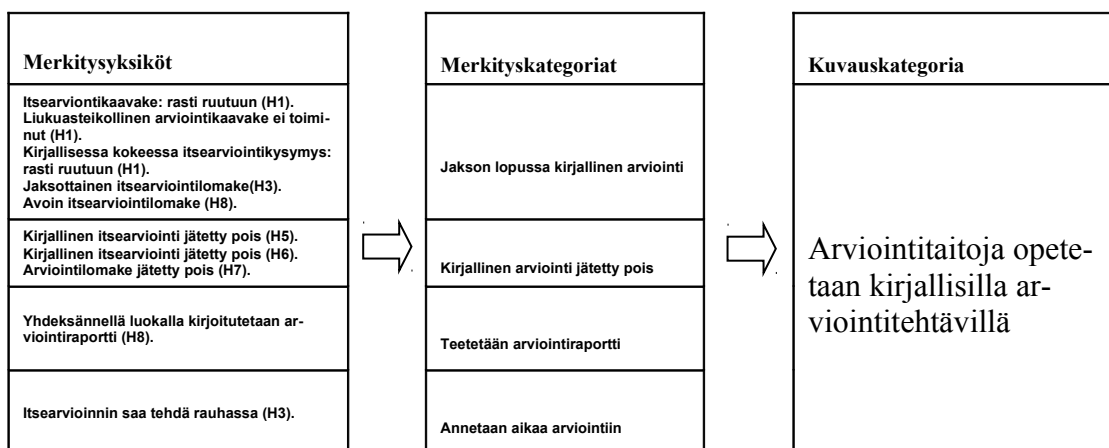 Merkitysyksiköt
Itsearviontikaavake: rasti ruutuun (H1).
Liukuasteikollinen arviointikaavake ei toimi-
nut (H1).
Kirjallisessa kokeessa itsearviointikysymys:
rasti ruutuun (H1).
Jaksottainen itsearviointilomake(H3).
Avoin itsearviointilomake (H8).
Kirjallinen itsearviointi jätetty pois (H5).
Kirjallinen itsearviointi jätetty pois (H6).
Arviointilomake jätetty pois (H7).
Yhdeksännellä luokalla kirjoitutetaan ar-
viointiraportti (H8).
Itsearvioinnin saa tehdä rauhassa (H3).
Merkityskategoriat
Jakson lopussa kirjallinen arviointi
Kirjallinen arviointi jätetty pois
Teetetään arviointiraportti
Annetaan aikaa arviointiin
Kuvauskategoria
Arviointitaitoja opete-
taan kirjallisilla ar-
viointitehtävillä